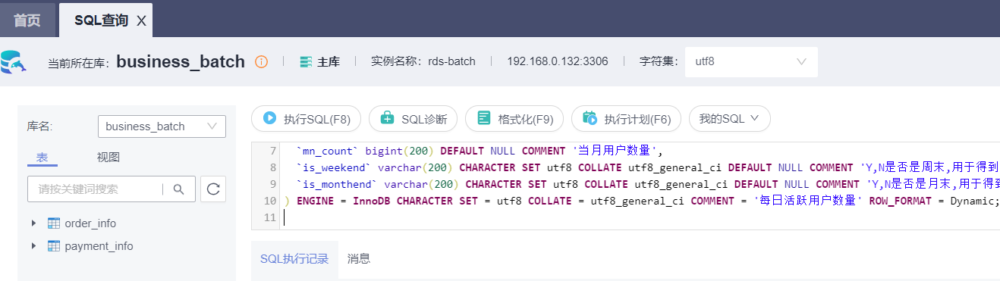 首页 SQL查询 X
当前所在库: business_batch 主库 实例名称: rds-batch 192.168.0.132:3306 字符集: utf8
库名: business_batch
表 视图
请按关键词搜索
order_info
payment_info
执行SQL(F8) SQL诊断 格式化(F9) 执行计划(F6) 我的SQL
7 `mn_count` bigint(200) DEFAULT NULL COMMENT '当月用户数量',
8 `is_weekend` varchar(200) CHARACTER SET utf8 COLLATE utf8_general_ci DEFAULT NULL COMMENT 'Y,N是否是周末,用于得到
9 `is_monthend` varchar(200) CHARACTER SET utf8 COLLATE utf8_general_ci DEFAULT NULL COMMENT 'Y,N是否是月末,用于得到
10 ) ENGINE = InnoDB CHARACTER SET = utf8 COLLATE = utf8_general_ci COMMENT = '每日活跃用户数量' ROW_FORMAT = Dynamic;
11
SQL执行记录 消息